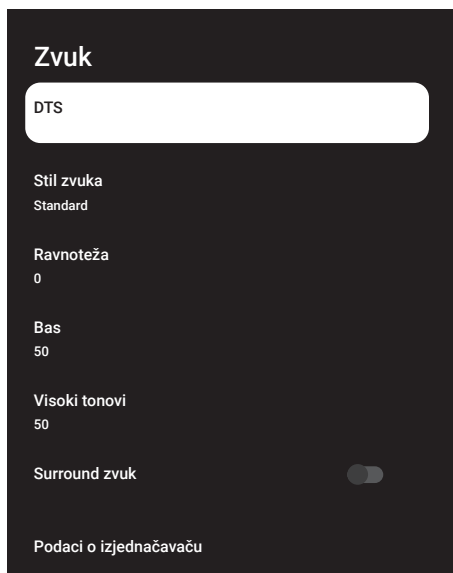 Zvuk
DTS
Stil zvuka
Standard
Ravnoteža
0
Bas
50
Visoki tonovi
50
Surround zvuk
Podaci o izjednačavaču